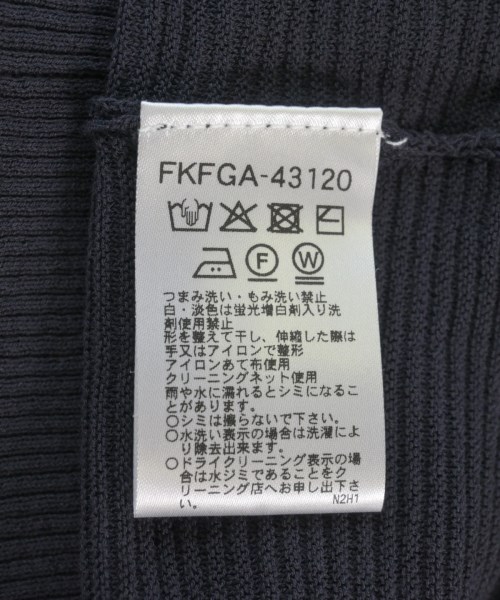 FKFGA-43120
F W
つまみ洗い・もみ洗い禁止
白・淡色は蛍光増白剤入り洗
剤使用禁止
形を整えて干し、伸縮した際は
手又はアイロンで整形
アイロンあて布使用
クリーニングネット使用
雨や水に濡れるとシミになるこ
とがあります。
○シミは擦らないで下さい。
○水洗い表示の場合は洗濯によ
り除去出来ます。
○ドライクリーニング表示の場
合は水ジミであることをク
リーニング店へお申し出下さ
い。
N2H1